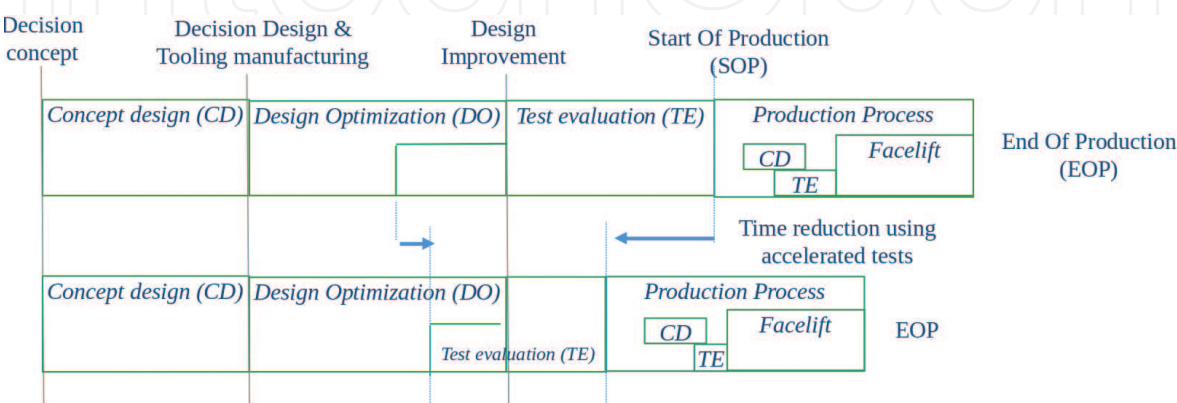 Decision
concept
Decision Design &
Tooling manufacturing
Design
Improvement
Start Of Production
(SOP)
Concept design (CD)
Design Optimization (DO)
Test evaluation (TE)
Production Process
CD
TE
Facelift
End Of Production
(EOP)
Time reduction using
accelerated tests
Concept design (CD)
Design Optimization (DO)
Test evaluation (TE)
Production Process
CD
TE
Facelift
EOP